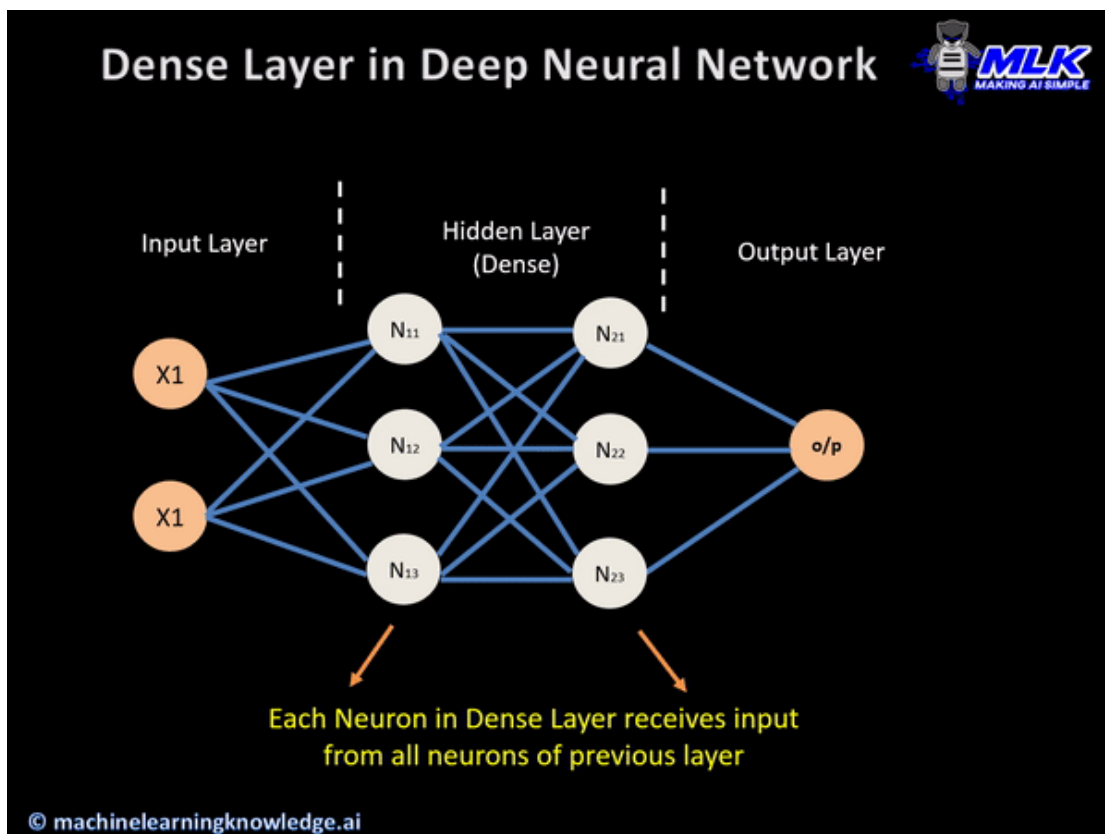 Dense Layer in Deep Neural Network
MLK
MAKING AI SIMPLE
Input Layer
Hidden Layer
(Dense)
Output Layer
X1
X1
N11
N12
N13
N21
N22
N23
o/p
Each Neuron in Dense Layer receives input
from all neurons of previous layer
© machinelearningknowledge.ai